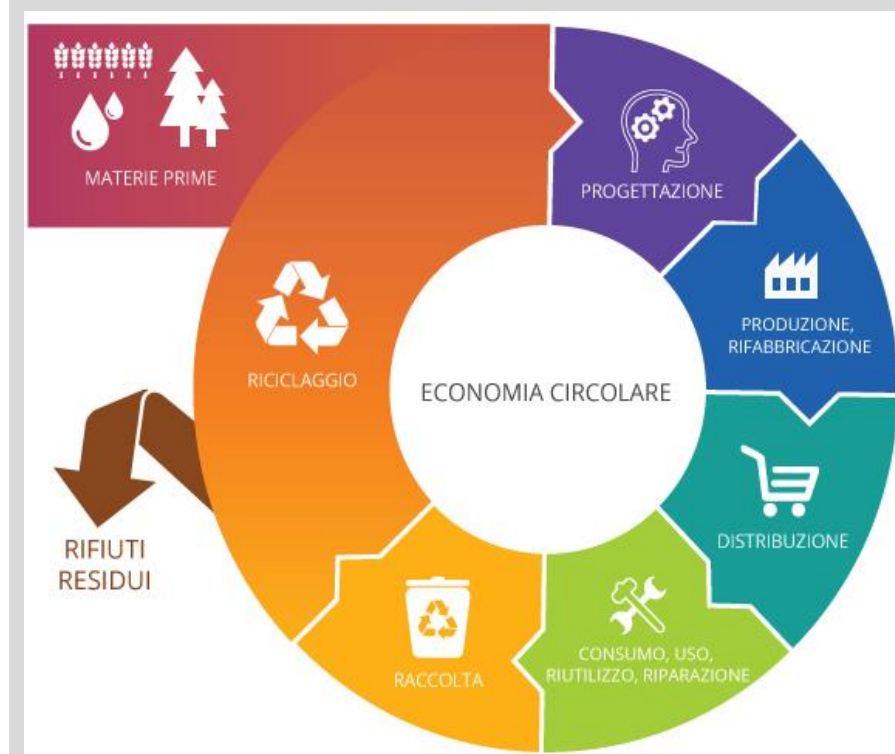 MATERIE PRIME
PROGETTAZIONE
PRODUZIONE,
RIFABBRICAZIONE
RICICLAGGIO
ECONOMIA CIRCOLARE
DISTRIBUZIONE
RIFIUTI
RESIDUI
CONSUMO, USO,
RIUTILIZZO, RIPARAZIONE
RACCOLTA